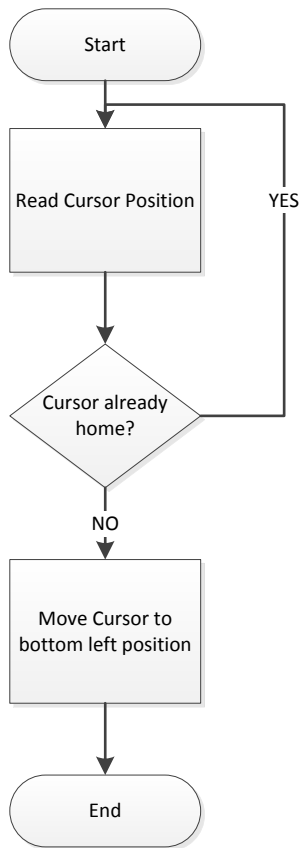 Start
Read Cursor Position
YES
Cursor already
home?
NO
Move Cursor to
bottom left position
End